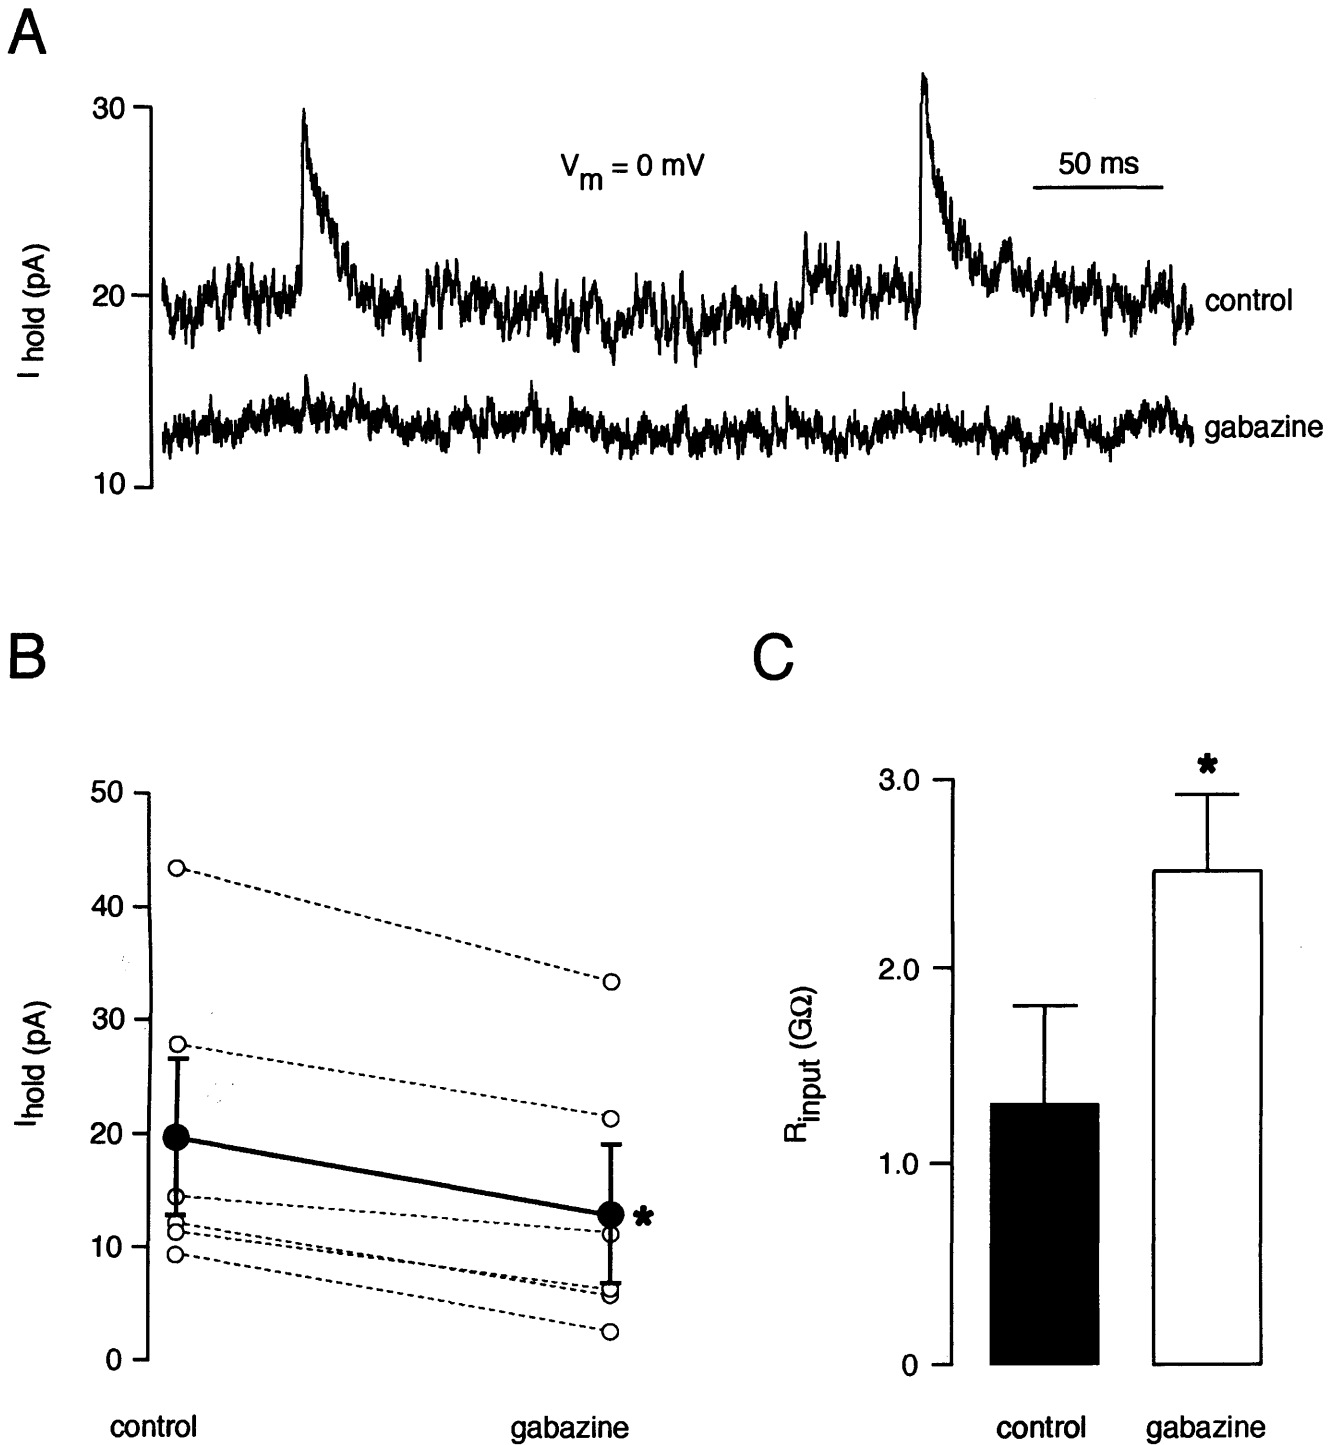 A
30
20
10
I hold (pA)
Vm = 0 mV
50 ms
control
gabazine
B
50
40
30
20
10
0
Ihold (pA)
*
control
gabazine
C
3.0
2.0
1.0
0
Rinput (GΩ)
*
control
gabazine